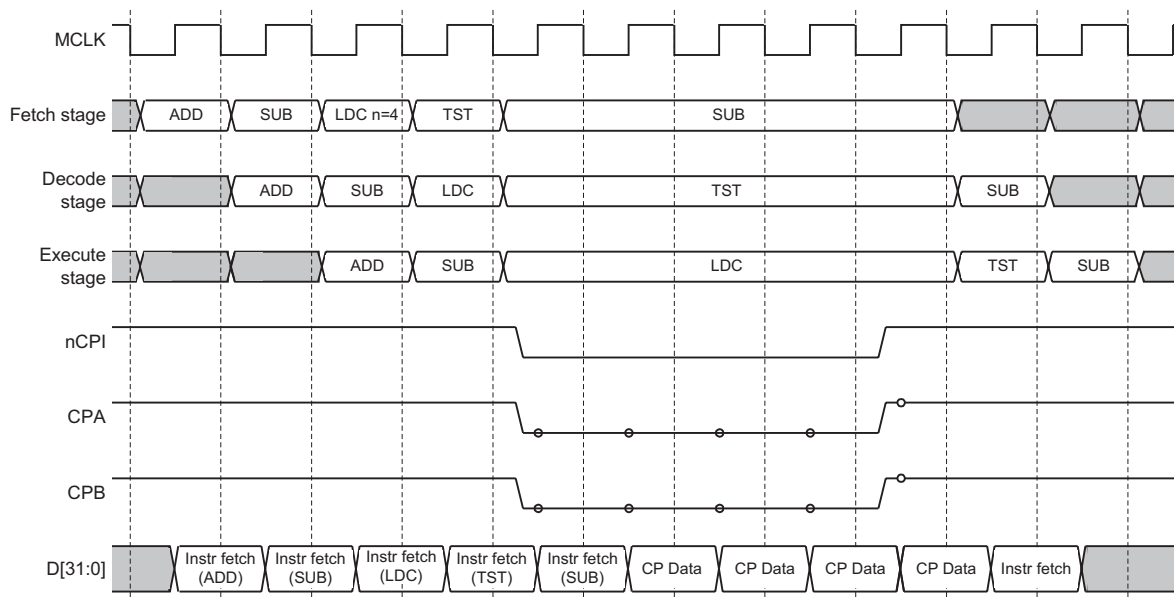 MCLK
Fetch stage ADD SUB LDC n=4 TST SUB
Decode
stage ADD SUB LDC TST SUB
Execute
stage ADD SUB LDC TST SUB
nCPI
CPA
CPB
D[31:0] Instr fetch Instr fetch Instr fetch Instr fetch Instr fetch CP Data CP Data CP Data CP Data Instr fetch
(ADD) (SUB) (LDC) (TST) (SUB)